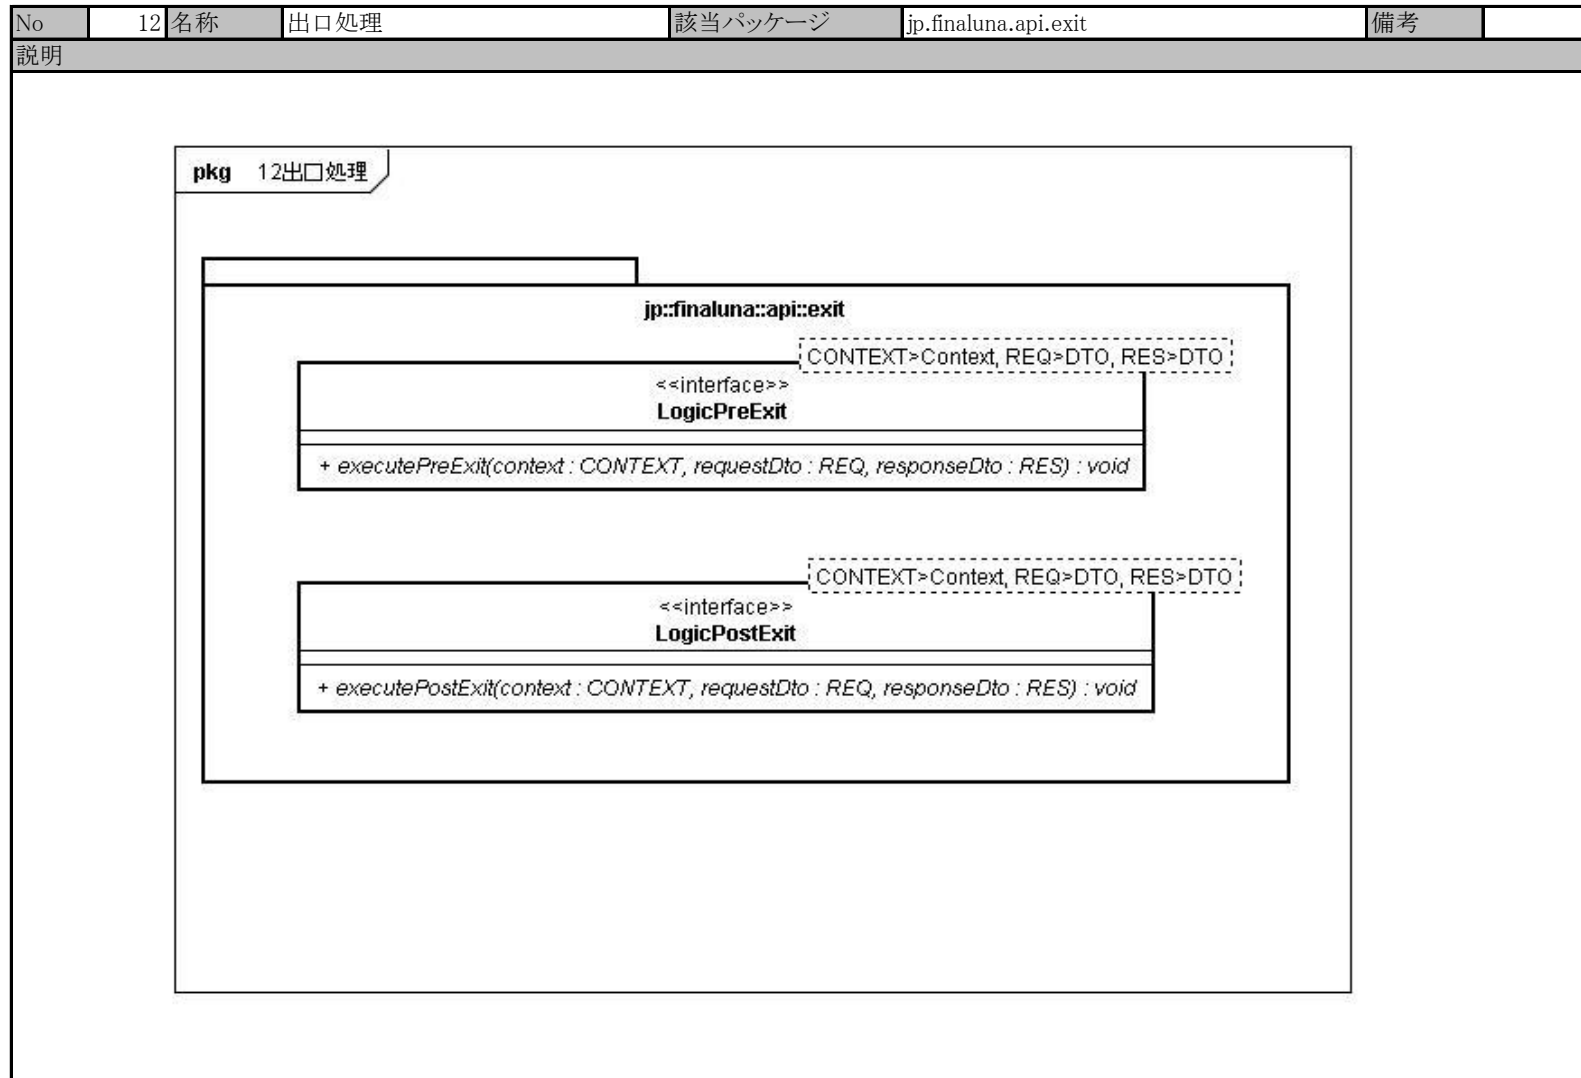 No 12 名称 出口処理 該当パッケージ jp.finaluna.api.exit 備考
説明
pkg 12出口処理
jp::finaluna::api::exit
CONTEXT>Context, REQ>DTO, RES>DTO
<<interface>>
LogicPreExit
+ executePreExit(context : CONTEXT, requestDto : REQ, responseDto : RES) : void
CONTEXT>Context, REQ>DTO, RES>DTO
<<interface>>
LogicPostExit
+ executePostExit(context : CONTEXT, requestDto : REQ, responseDto : RES) : void